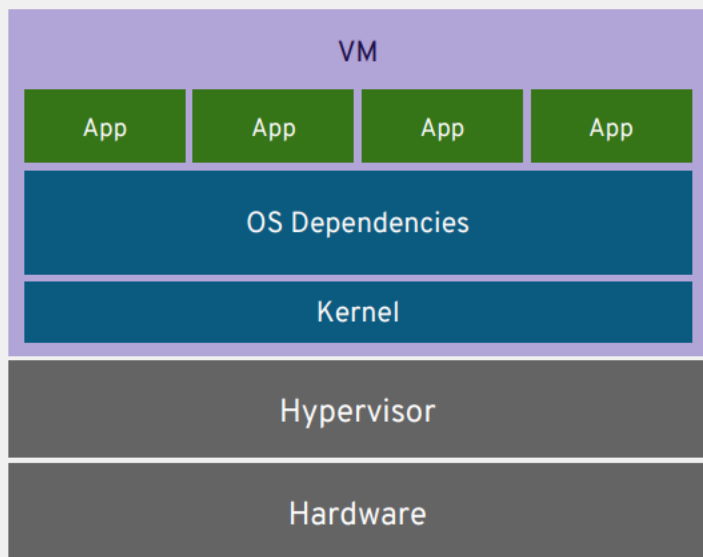 VM
App App App App
OS Dependencies
Kernel
Hypervisor
Hardware